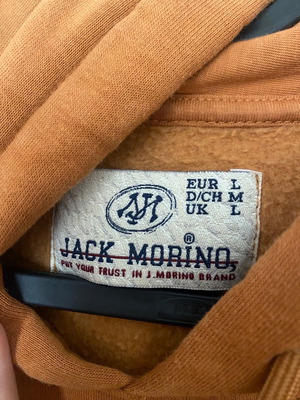 JM
EUR L
D/CH M
UK L
JACK MORINO,®
PUT YOUR TRUST IN J.MORINO BRAND